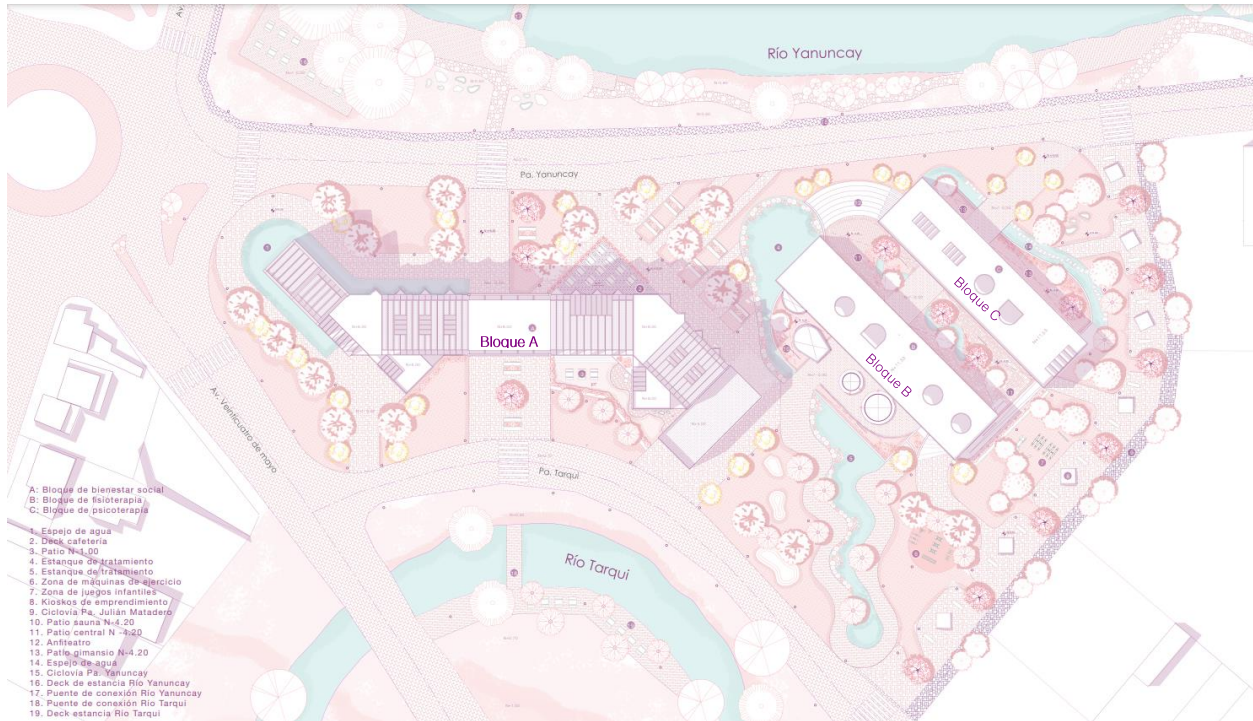 Av.
Río Yanuncay
Pa. Yanuncay
Bloque A
Bloque B
Bloque C
Av. Veinticuatro de mayo
Pa. Tarqui
Río Tarqui
A: Bloque de bienestar social
B: Bloque de fisioterapia
C: Bloque de psicoterapia
1. Espejo de agua
2. Deck cafetería
3. Patio N-1.00
4. Estanque de tratamiento
5. Estanque de tratamiento
6. Zona de máquinas de ejercicio
7. Zona de juegos infantiles
8. Kioskos de emprendimiento
9. Ciclovía Pa. Julián Matadero
10. Patio sauna N-4.20
11. Patio central N -4.20
12. Anfiteatro
13. Patio gimansio N-4.20
14. Espejo de agua
15. Ciclovía Pa. Yanuncay
16. Deck de estancia Río Yanuncay
17. Puente de conexión Río Yanuncay
18. Puente de conexión Río Tarqui
19. Deck estancia Río Tarqui